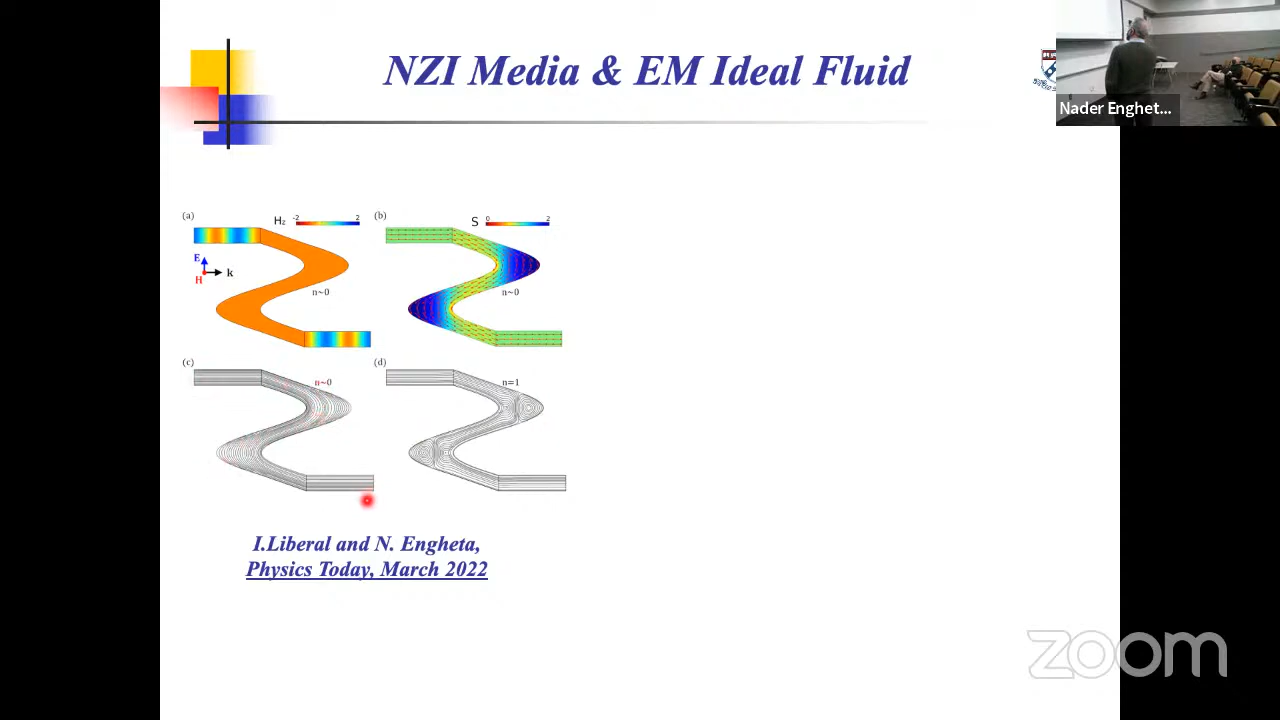 NZI Media & EM Ideal Fluid
Nader Enghet...
(a)
Hz
-2
2
E
H
k
n~0
(b)
S
0
2
n~0
(c)
n~0
(d)
n=1
I.Liberal and N. Engheta,
Physics Today, March 2022
zoom